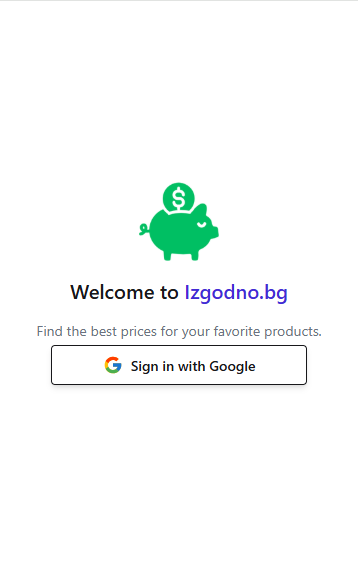 $
Welcome to Izgodno.bg
Find the best prices for your favorite products.
Sign in with Google